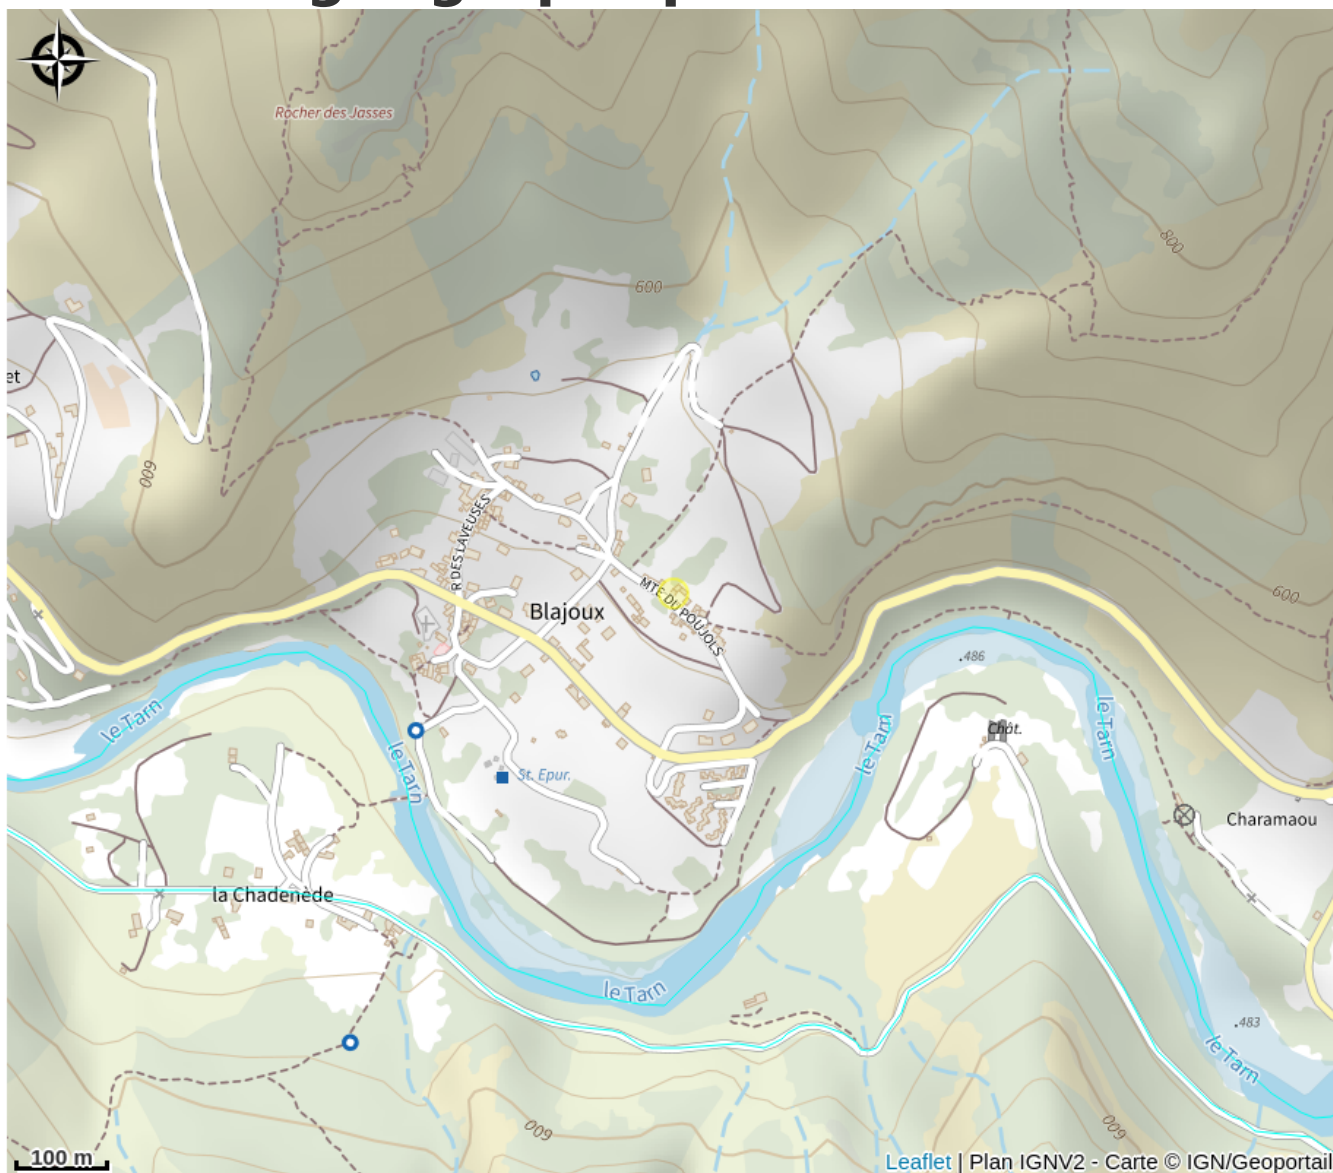 Rocher des Jasses
800
600
et
600
R DES LAVEUSES
MTE DU POUJOLS
Blajoux
600
.486
le Tarn
le Tarn
le Tarn
le Tarn
Chât.
St. Epur.
Charamaou
la Chadenède
le Tarn
.483
le Tarn
600
600
100 m
Leaflet | Plan IGNV2 - Carte © IGN/Geoportail